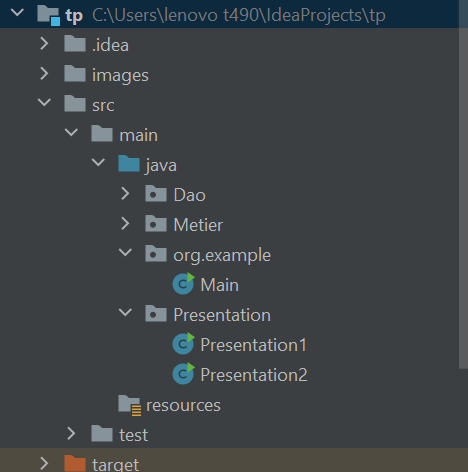 tp C:\Users\lenovo t490\IdeaProjects\tp
.idea
images
src
main
java
Dao
Metier
org.example
C Main
Presentation
C Presentation1
C Presentation2
resources
test
target